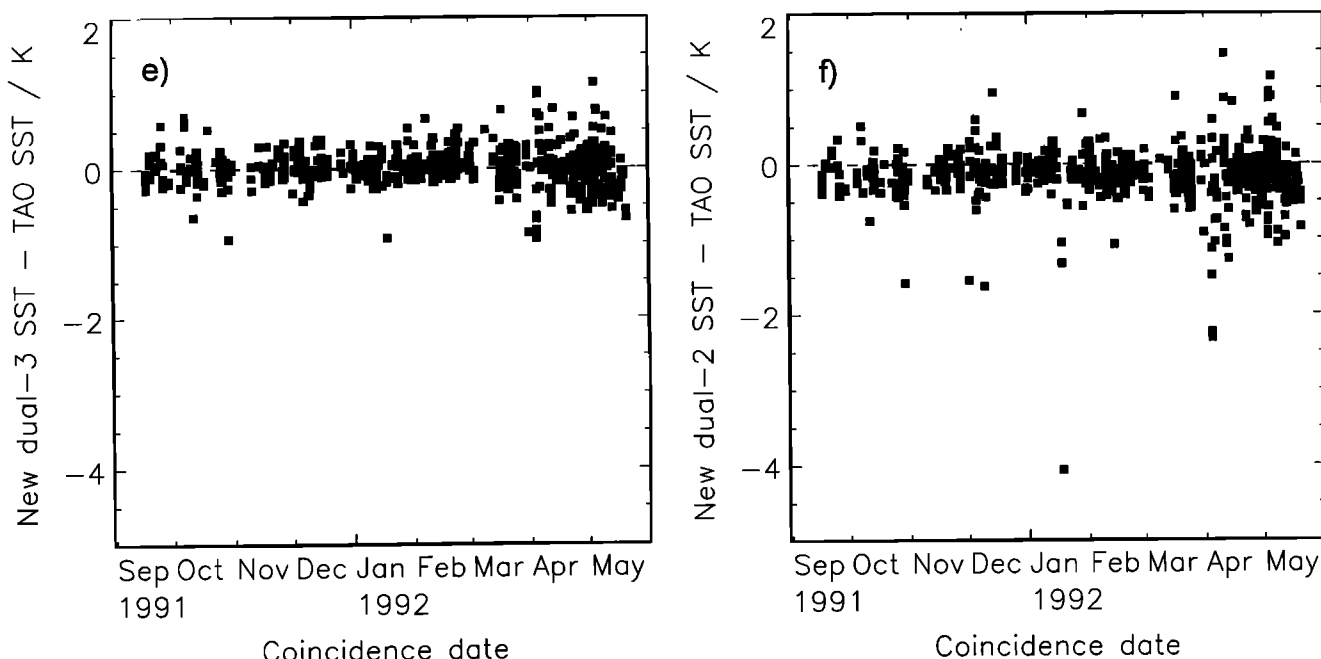 New dual-3 SST - TAO SST / K
e)
2
0
-2
-4
Sep Oct Nov Dec Jan Feb Mar Apr May
1991 1992
Coincidence date
New dual-2 SST - TAO SST / K
f)
2
0
-2
-4
Sep Oct Nov Dec Jan Feb Mar Apr May
1991 1992
Coincidence date